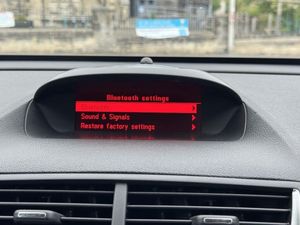 Bluetooth settings
Sound & Signals
Restore factory settings